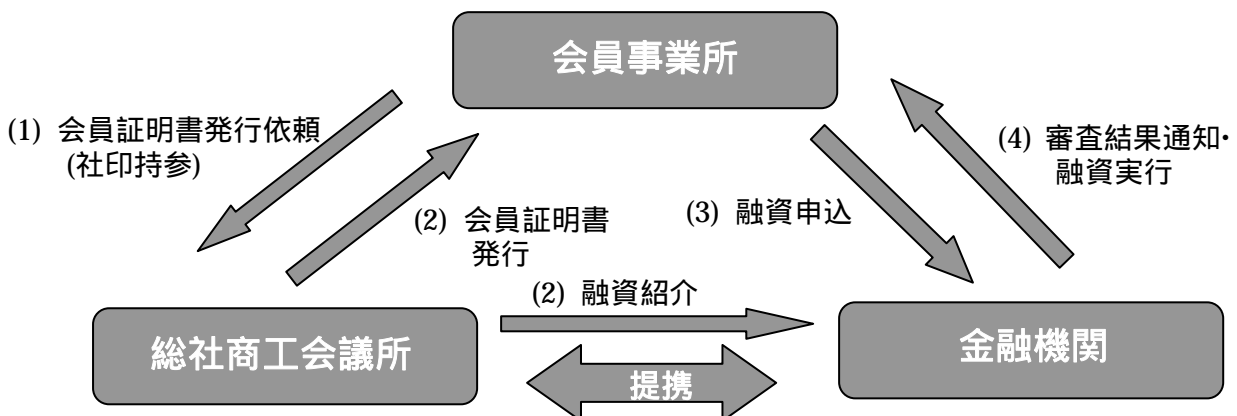 会員事業所
(1) 会員証明書発行依頼
(社印持参)
(4) 審査結果通知・
融資実行
(2) 会員証明書
発行
(3) 融資申込
(2) 融資紹介
総社商工会議所
金融機関
提携